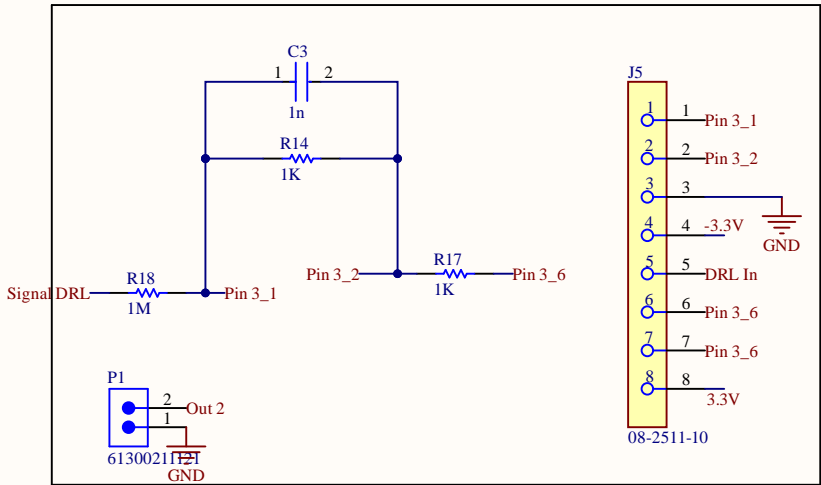 C3
1 2
1n
R14
1K
Signal DRL
R18
1M
Pin 3_1
Pin 3_2
R17
1K
Pin 3_6
P1
2 Out 2
1
61300211121
GND
J5
1 1 Pin 3_1
2 2 Pin 3_2
3 3
GND
4 4 -3.3V
5 5 DRL In
6 6 Pin 3_6
7 7 Pin 3_6
8 8 3.3V
08-2511-10